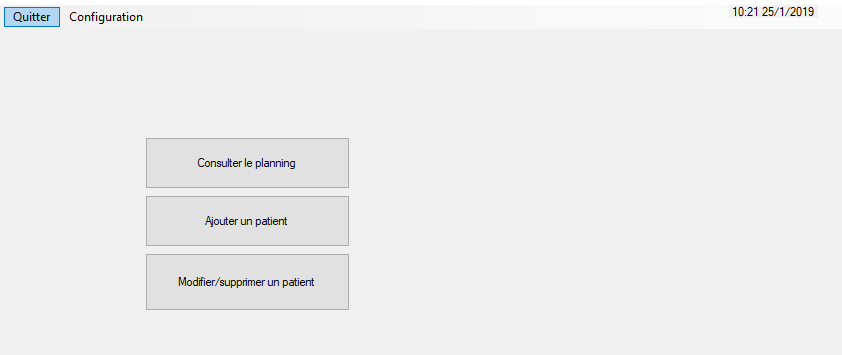 Quitter Configuration 10:21 25/1/2019
Consulter le planning
Ajouter un patient
Modifier/supprimer un patient